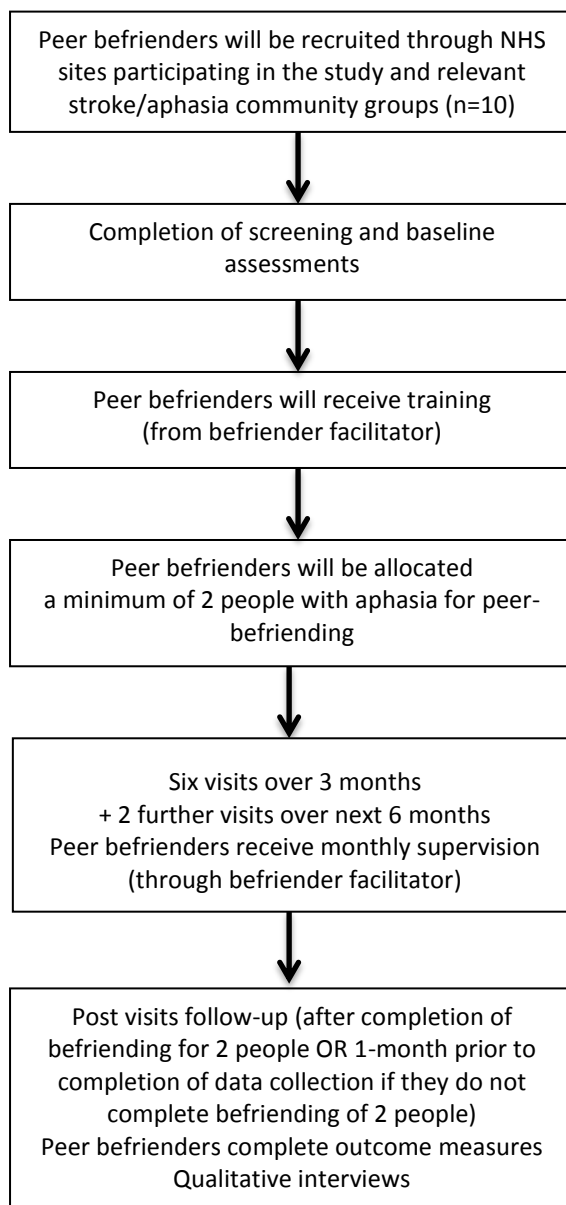 Peer befrienders will be recruited through NHS
sites participating in the study and relevant
stroke/aphasia community groups (n=10)
Completion of screening and baseline
assessments
Peer befrienders will receive training
(from befriender facilitator)
Peer befrienders will be allocated
a minimum of 2 people with aphasia for peer-
befriending
Six visits over 3 months
+ 2 further visits over next 6 months
Peer befrienders receive monthly supervision
(through befriender facilitator)
Post visits follow-up (after completion of
befriending for 2 people OR 1-month prior to
completion of data collection if they do not
complete befriending of 2 people)
Peer befrienders complete outcome measures
Qualitative interviews